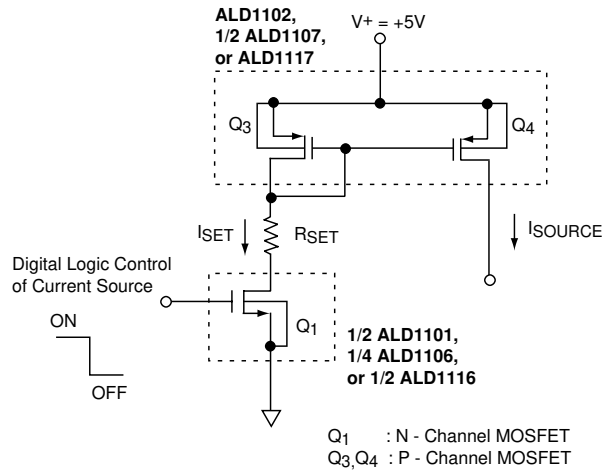 ALD1102,
1/2 ALD1107,
or ALD1117
V+ = +5V
Q3
Q4
ISET
RSET
ISOURCE
Digital Logic Control
of Current Source
ON
OFF
Q1
1/2 ALD1101,
1/4 ALD1106,
or 1/2 ALD1116
Q1 : N - Channel MOSFET
Q3,Q4 : P - Channel MOSFET